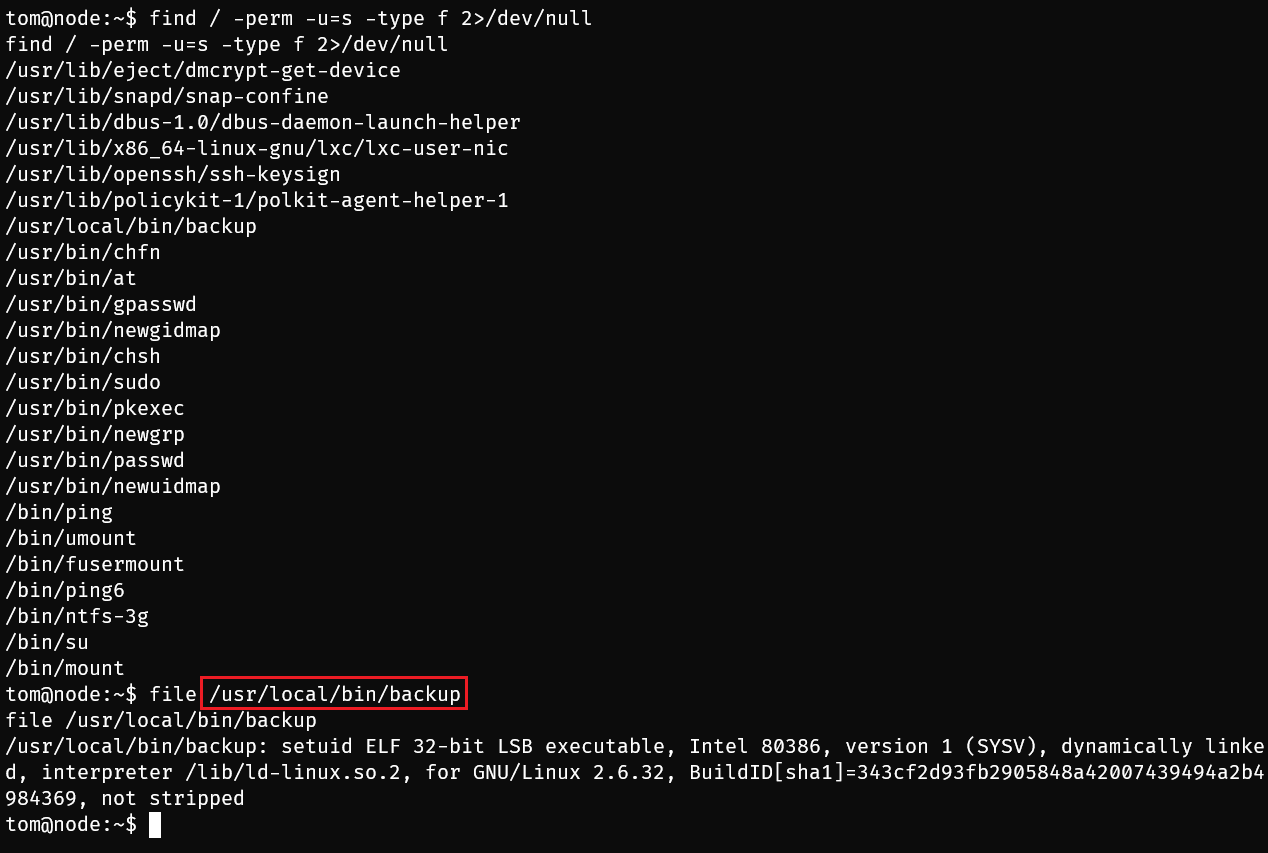 tom@node:~$ find / -perm -u=s -type f 2>/dev/null
find / -perm -u=s -type f 2>/dev/null
/usr/lib/eject/dmcrypt-get-device
/usr/lib/snapd/snap-confine
/usr/lib/dbus-1.0/dbus-daemon-launch-helper
/usr/lib/x86_64-linux-gnu/lxc/lxc-user-nic
/usr/lib/openssh/ssh-keysign
/usr/lib/policykit-1/polkit-agent-helper-1
/usr/local/bin/backup
/usr/bin/chfn
/usr/bin/at
/usr/bin/gpasswd
/usr/bin/newgidmap
/usr/bin/chsh
/usr/bin/sudo
/usr/bin/pkexec
/usr/bin/newgrp
/usr/bin/passwd
/usr/bin/newuidmap
/bin/ping
/bin/umount
/bin/fusermount
/bin/ping6
/bin/ntfs-3g
/bin/su
/bin/mount
tom@node:~$ file /usr/local/bin/backup
file /usr/local/bin/backup
/usr/local/bin/backup: setuid ELF 32-bit LSB executable, Intel 80386, version 1 (SYSV), dynamically linke
d, interpreter /lib/ld-linux.so.2, for GNU/Linux 2.6.32, BuildID[sha1]=343cf2d93fb2905848a42007439494a2b4
984369, not stripped
tom@node:~$